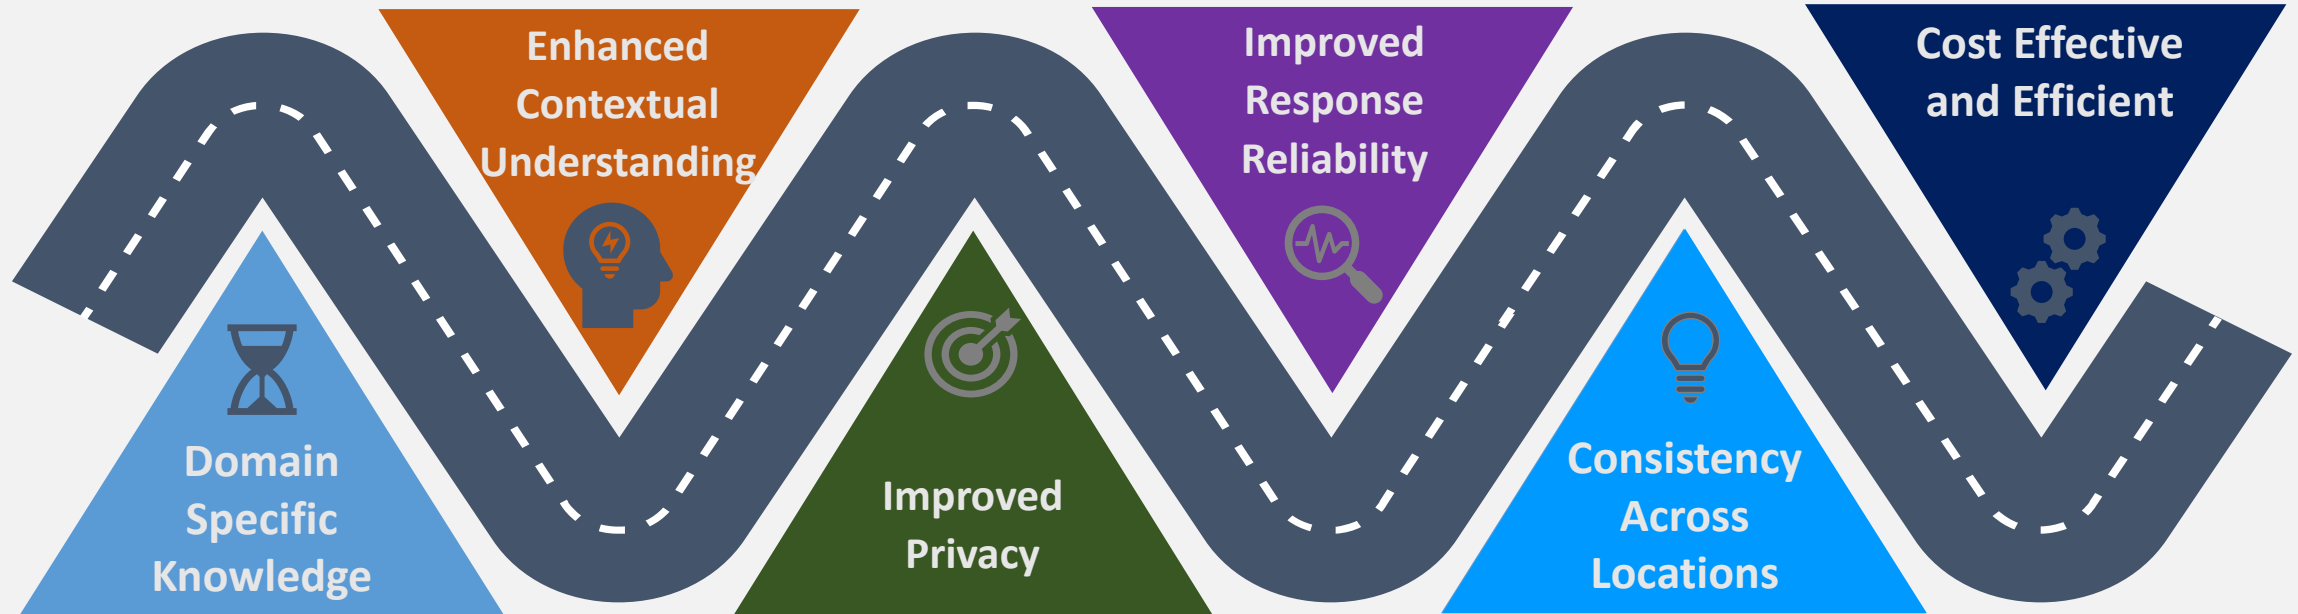 Domain
Specific
Knowledge
Enhanced
Contextual
Understanding
Improved
Privacy
Improved
Response
Reliability
Consistency
Across
Locations
Cost Effective
and Efficient